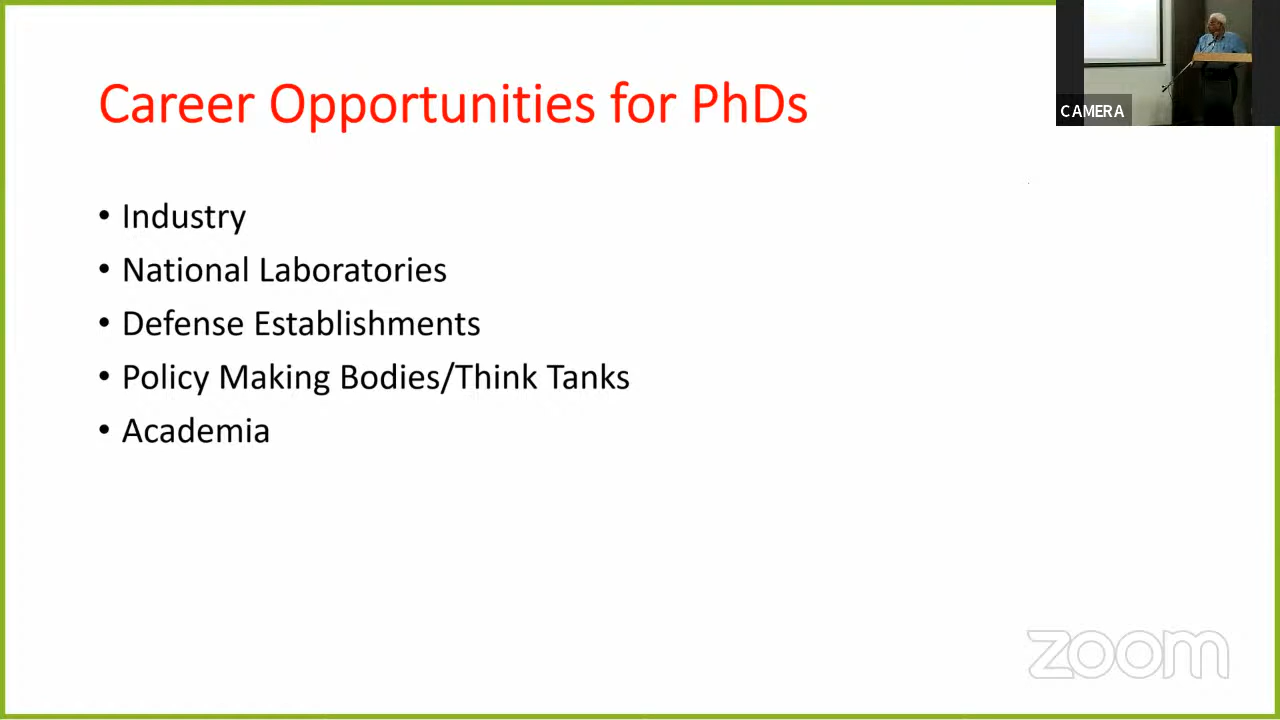 Career Opportunities for PhDs
CAMERA
• Industry
• National Laboratories
• Defense Establishments
• Policy Making Bodies/Think Tanks
• Academia
zoom